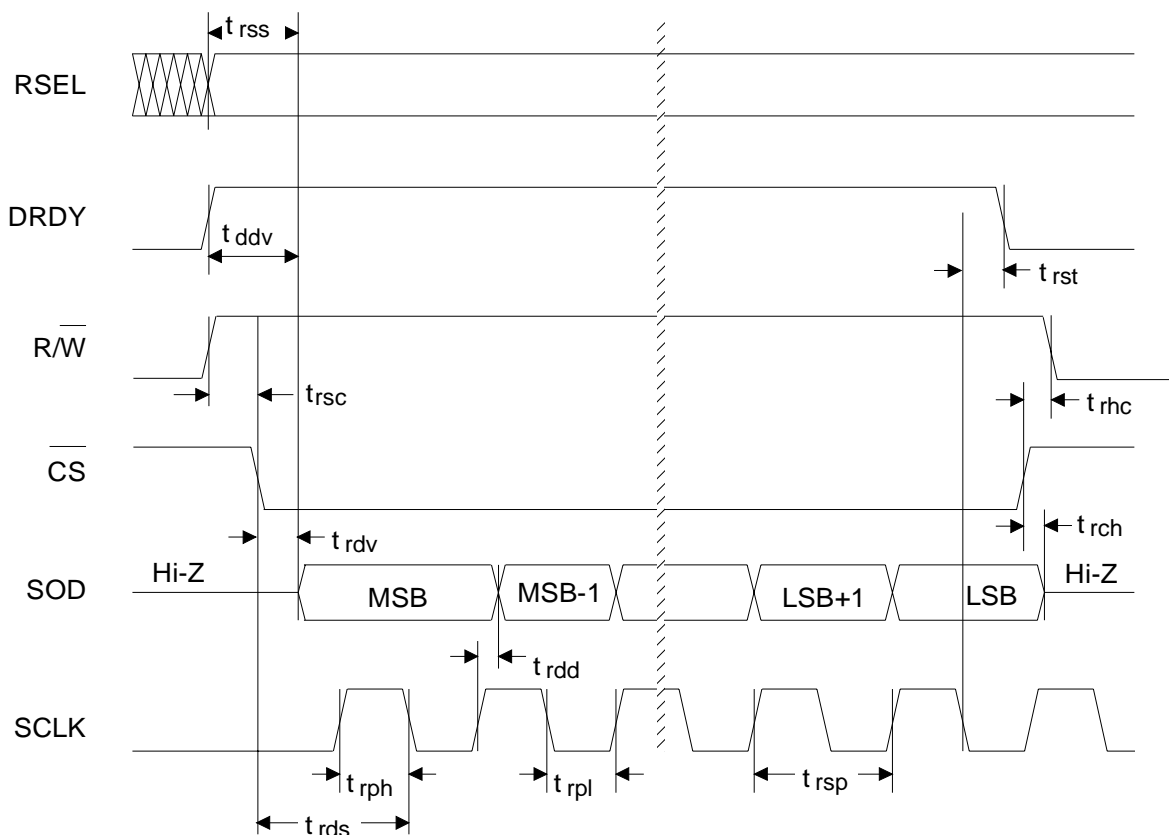 t rss
RSEL
DRDY
t ddv
t rst
R/W̅
t rsc
t rhc
C̅S̅
t rdv
t rch
Hi-Z
Hi-Z
SOD
MSB
MSB-1
LSB+1
LSB
t rdd
SCLK
t rph
t rpl
t rsp
t rds